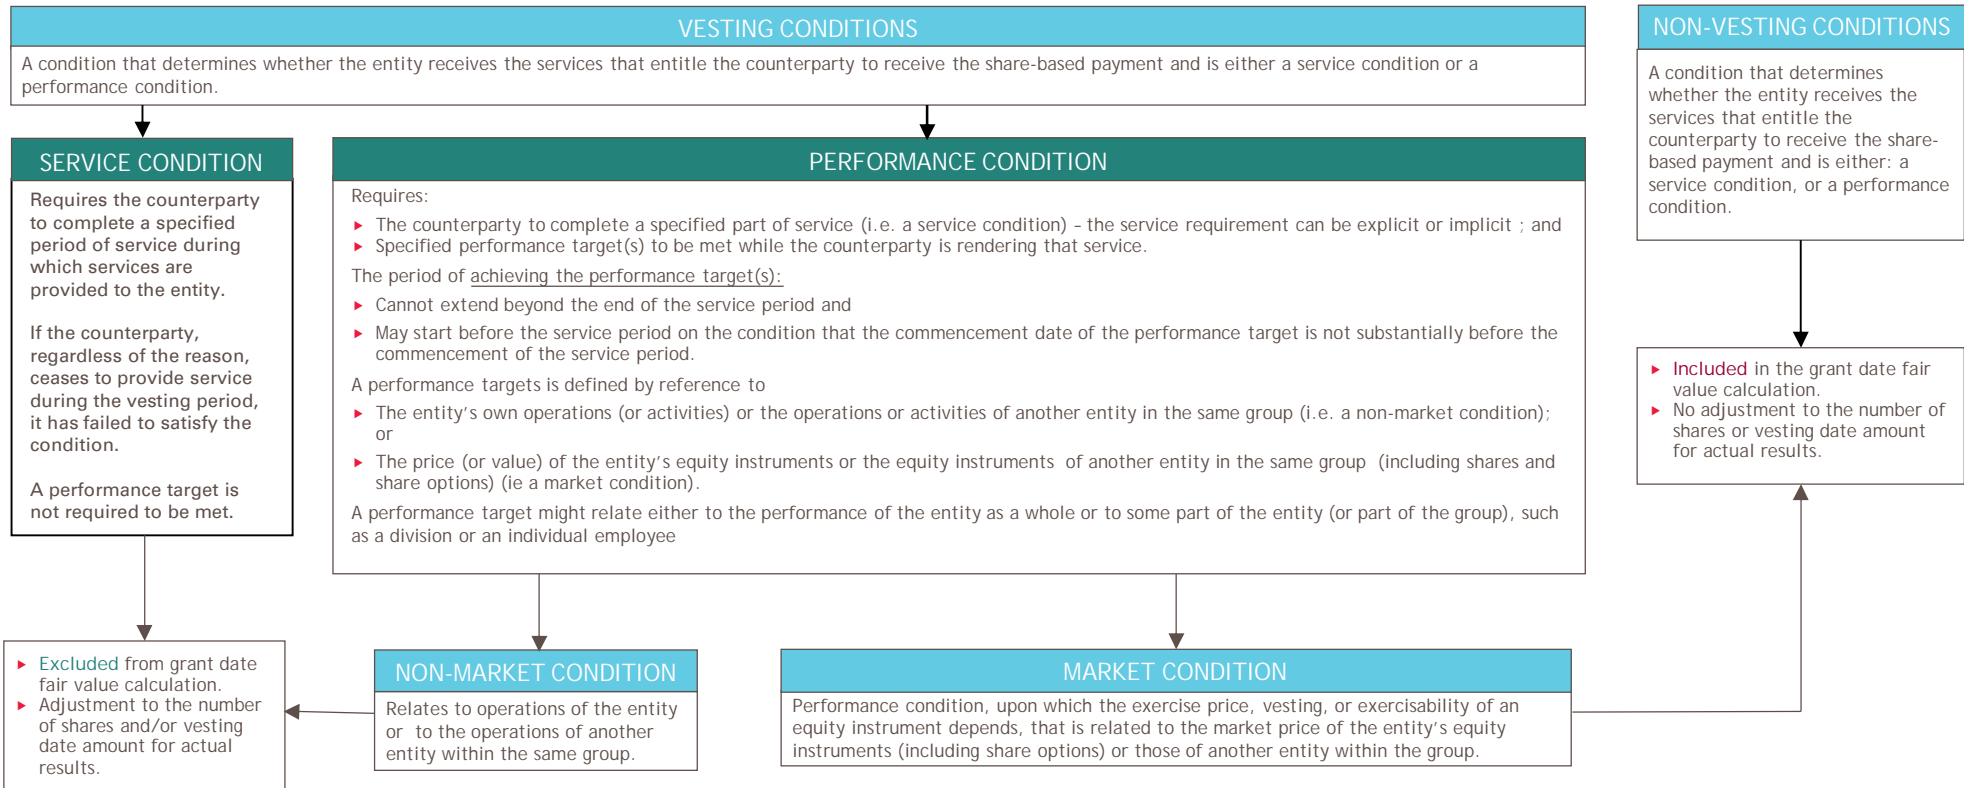 VESTING CONDITIONS
A condition that determines whether the entity receives the services that entitle the counterparty to receive the share-based payment and is either a service condition or a
performance condition.
NON-VESTING CONDITIONS
A condition that determines
whether the entity receives the
services that entitle the
counterparty to receive the share-
based payment and is either: a
service condition, or a performance
condition.
SERVICE CONDITION
Requires the counterparty
to complete a specified
period of service during
which services are
provided to the entity.
If the counterparty,
regardless of the reason,
ceases to provide service
during the vesting period,
it has failed to satisfy the
condition.
A performance target is
not required to be met.
PERFORMANCE CONDITION
Requires:
▶ The counterparty to complete a specified part of service (i.e. a service condition) – the service requirement can be explicit or implicit ; and
▶ Specified performance target(s) to be met while the counterparty is rendering that service.
The period of achieving the performance target(s):
▶ Cannot extend beyond the end of the service period and
▶ May start before the service period on the condition that the commencement date of the performance target is not substantially before the
commencement of the service period.
A performance targets is defined by reference to
▶ The entity's own operations (or activities) or the operations or activities of another entity in the same group (i.e. a non-market condition);
or
▶ The price (or value) of the entity's equity instruments or the equity instruments of another entity in the same group (including shares and
share options) (ie a market condition).
A performance target might relate either to the performance of the entity as a whole or to some part of the entity (or part of the group), such
as a division or an individual employee
▶ Included in the grant date fair
value calculation.
▶ No adjustment to the number of
shares or vesting date amount
for actual results.
▶ Excluded from grant date
fair value calculation.
▶ Adjustment to the number
of shares and/or vesting
date amount for actual
results.
NON-MARKET CONDITION
Relates to operations of the entity
or to the operations of another
entity within the same group.
MARKET CONDITION
Performance condition, upon which the exercise price, vesting, or exercisability of an
equity instrument depends, that is related to the market price of the entity's equity
instruments (including share options) or those of another entity within the group.